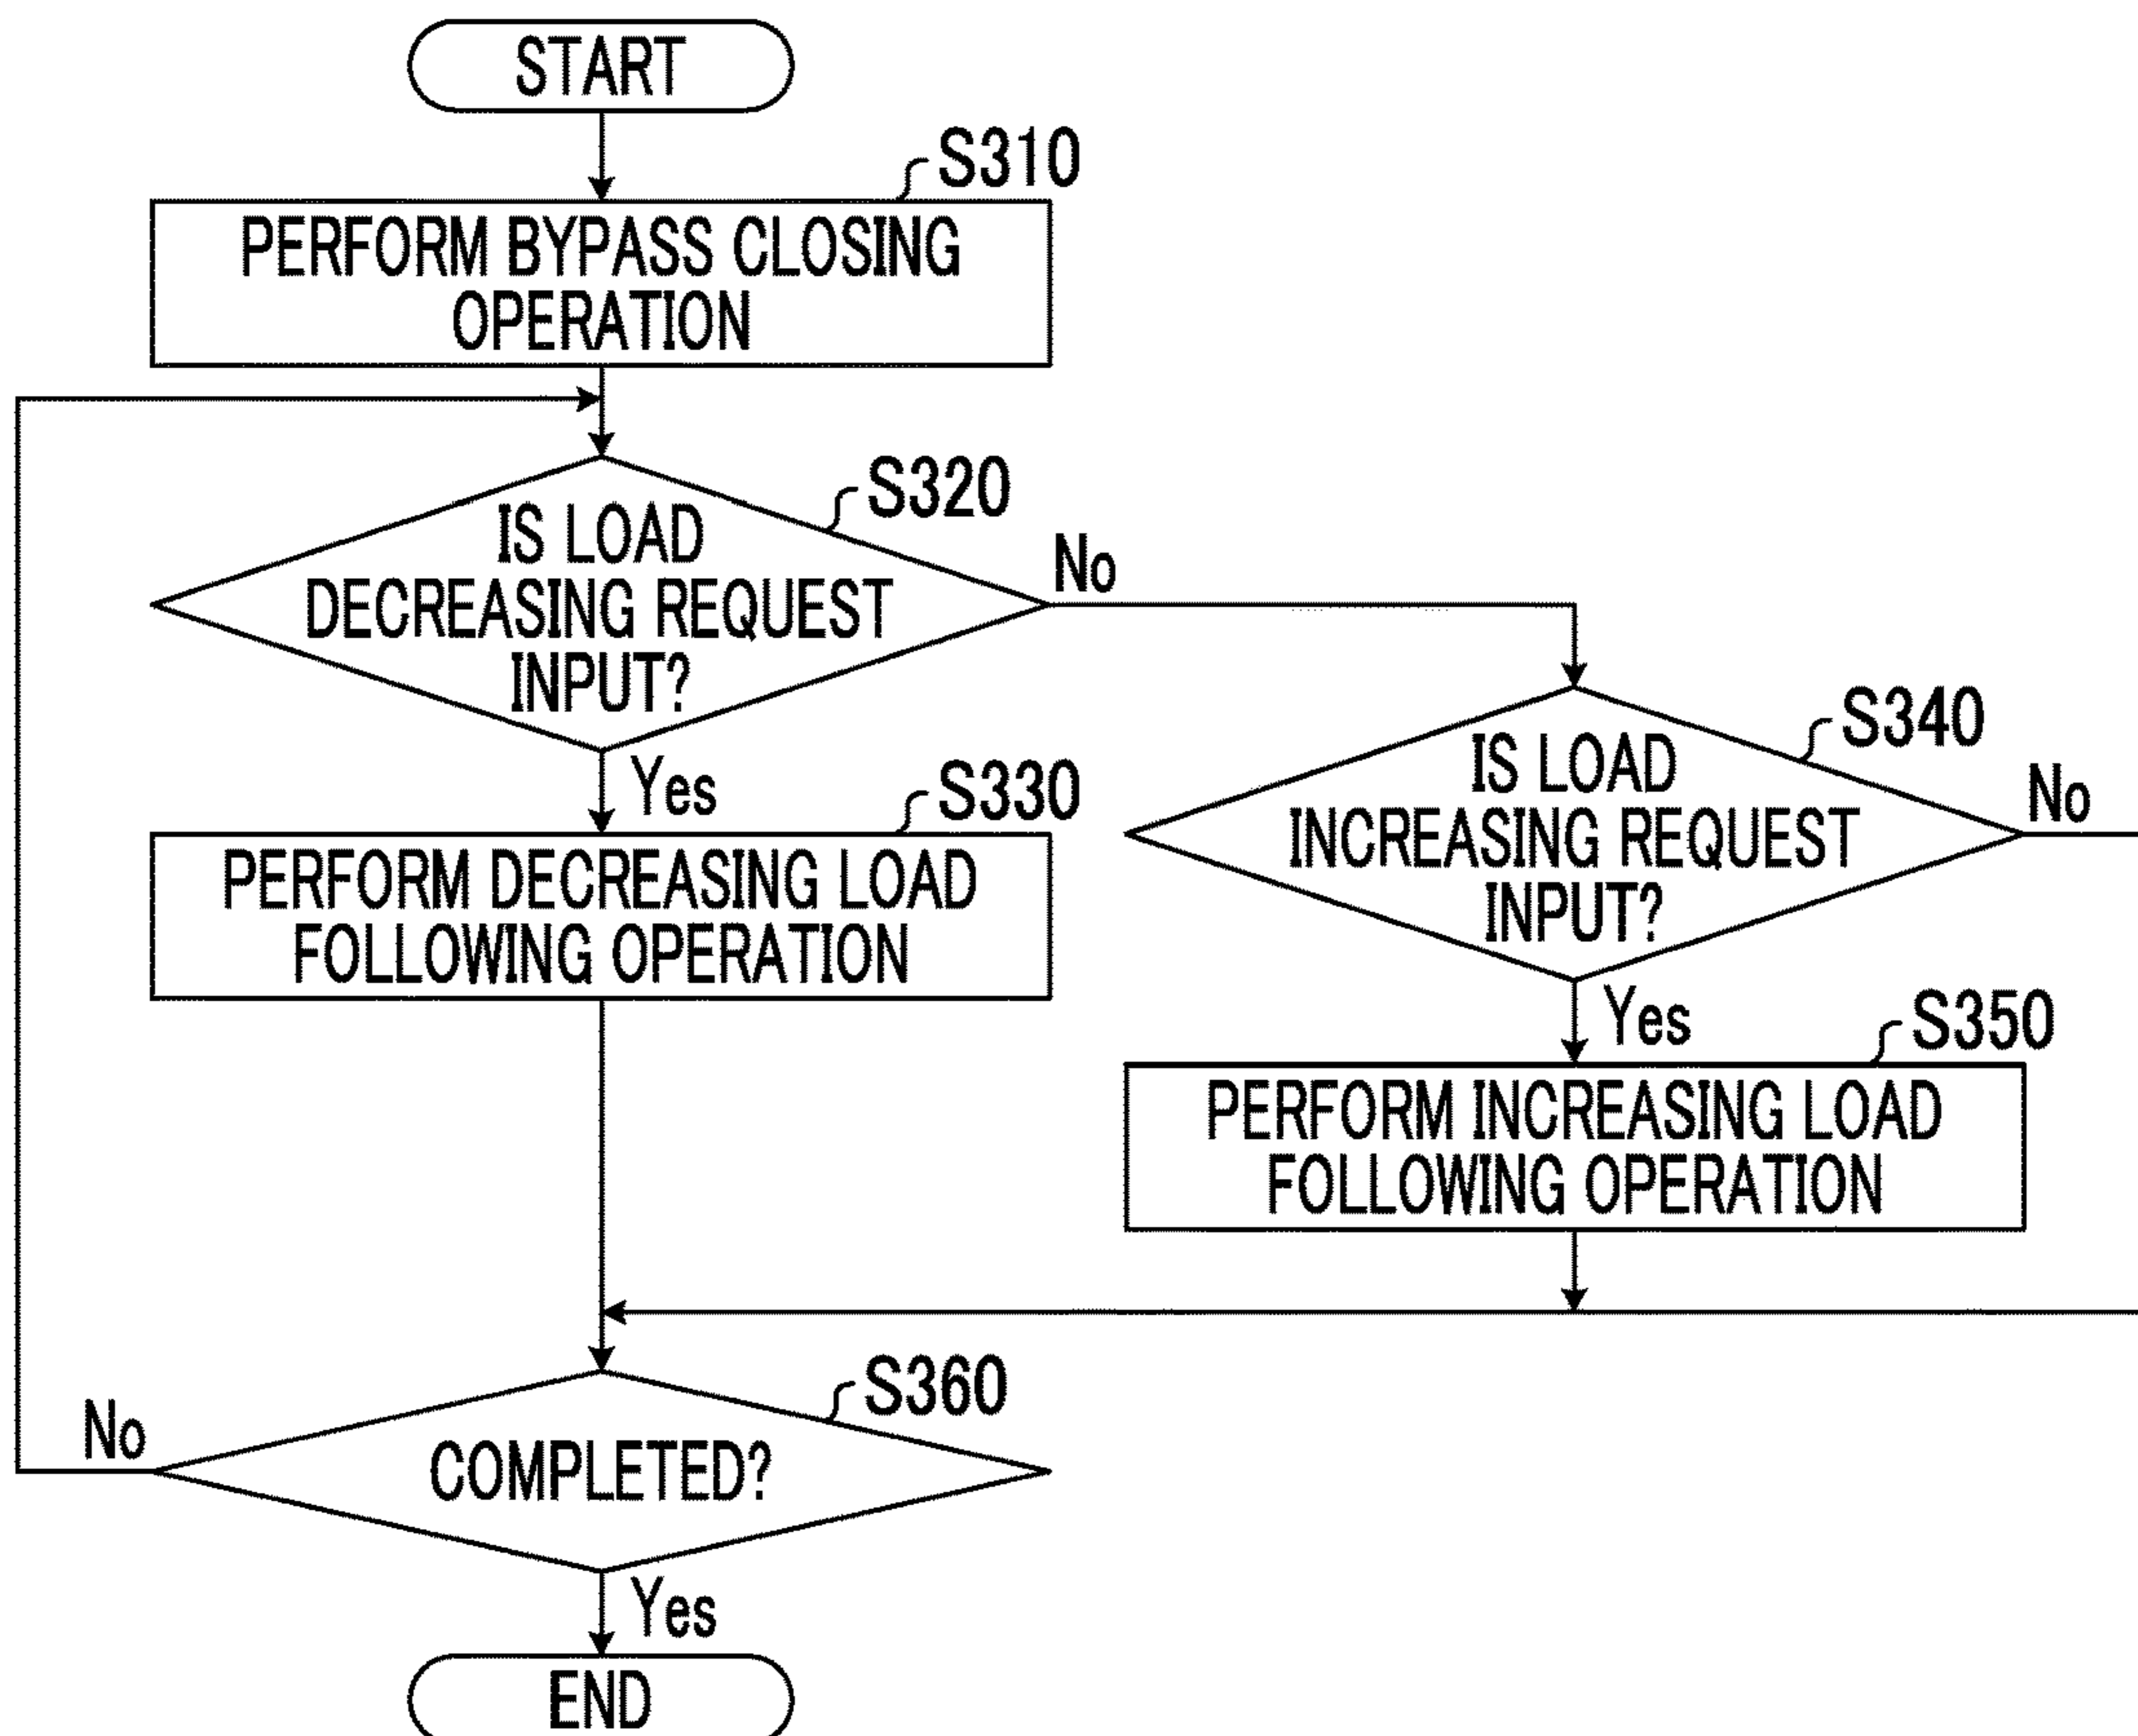 START
S310
PERFORM BYPASS CLOSING
OPERATION
S320
IS LOAD
DECREASING REQUEST
INPUT?
No
Yes
S330
PERFORM DECREASING LOAD
FOLLOWING OPERATION
S340
IS LOAD
INCREASING REQUEST
INPUT?
No
Yes
S350
PERFORM INCREASING LOAD
FOLLOWING OPERATION
S360
COMPLETED?
No
Yes
END